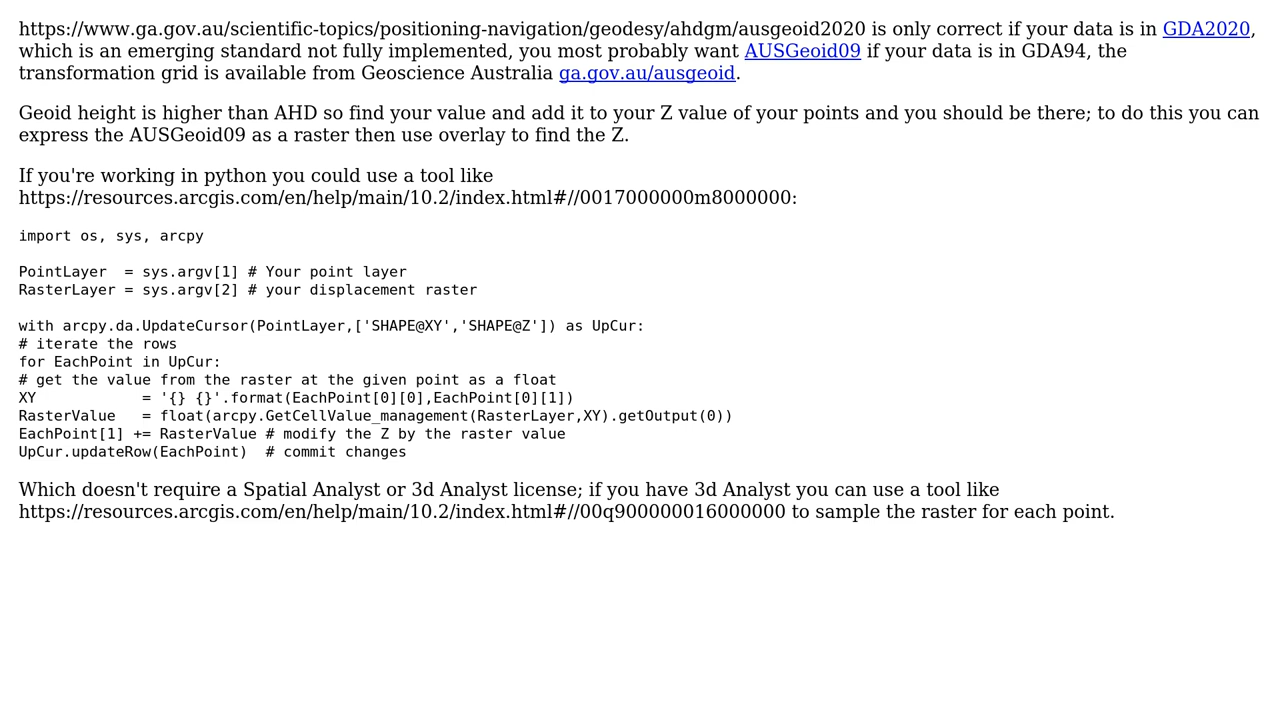 https://www.ga.gov.au/scientific-topics/positioning-navigation/geodesy/ahdgm/ausgeoid2020 is only correct if your data is in GDA2020,
which is an emerging standard not fully implemented, you most probably want AUSGeoid09 if your data is in GDA94, the
transformation grid is available from Geoscience Australia ga.gov.au/ausgeoid.
Geoid height is higher than AHD so find your value and add it to your Z value of your points and you should be there; to do this you can
express the AUSGeoid09 as a raster then use overlay to find the Z.
If you're working in python you could use a tool like
https://resources.arcgis.com/en/help/main/10.2/index.html#//0017000000m8000000:
import os, sys, arcpy
PointLayer  = sys.argv[1] # Your point layer
RasterLayer = sys.argv[2] # your displacement raster
with arcpy.da.UpdateCursor(PointLayer,['SHAPE@XY','SHAPE@Z']) as UpCur:
# iterate the rows
for EachPoint in UpCur:
# get the value from the raster at the given point as a float
XY            = '{} {}'.format(EachPoint[0][0],EachPoint[0][1])
RasterValue   = float(arcpy.GetCellValue_management(RasterLayer,XY).getOutput(0))
EachPoint[1] += RasterValue # modify the Z by the raster value
UpCur.updateRow(EachPoint)  # commit changes
Which doesn't require a Spatial Analyst or 3d Analyst license; if you have 3d Analyst you can use a tool like
https://resources.arcgis.com/en/help/main/10.2/index.html#//00q900000016000000 to sample the raster for each point.